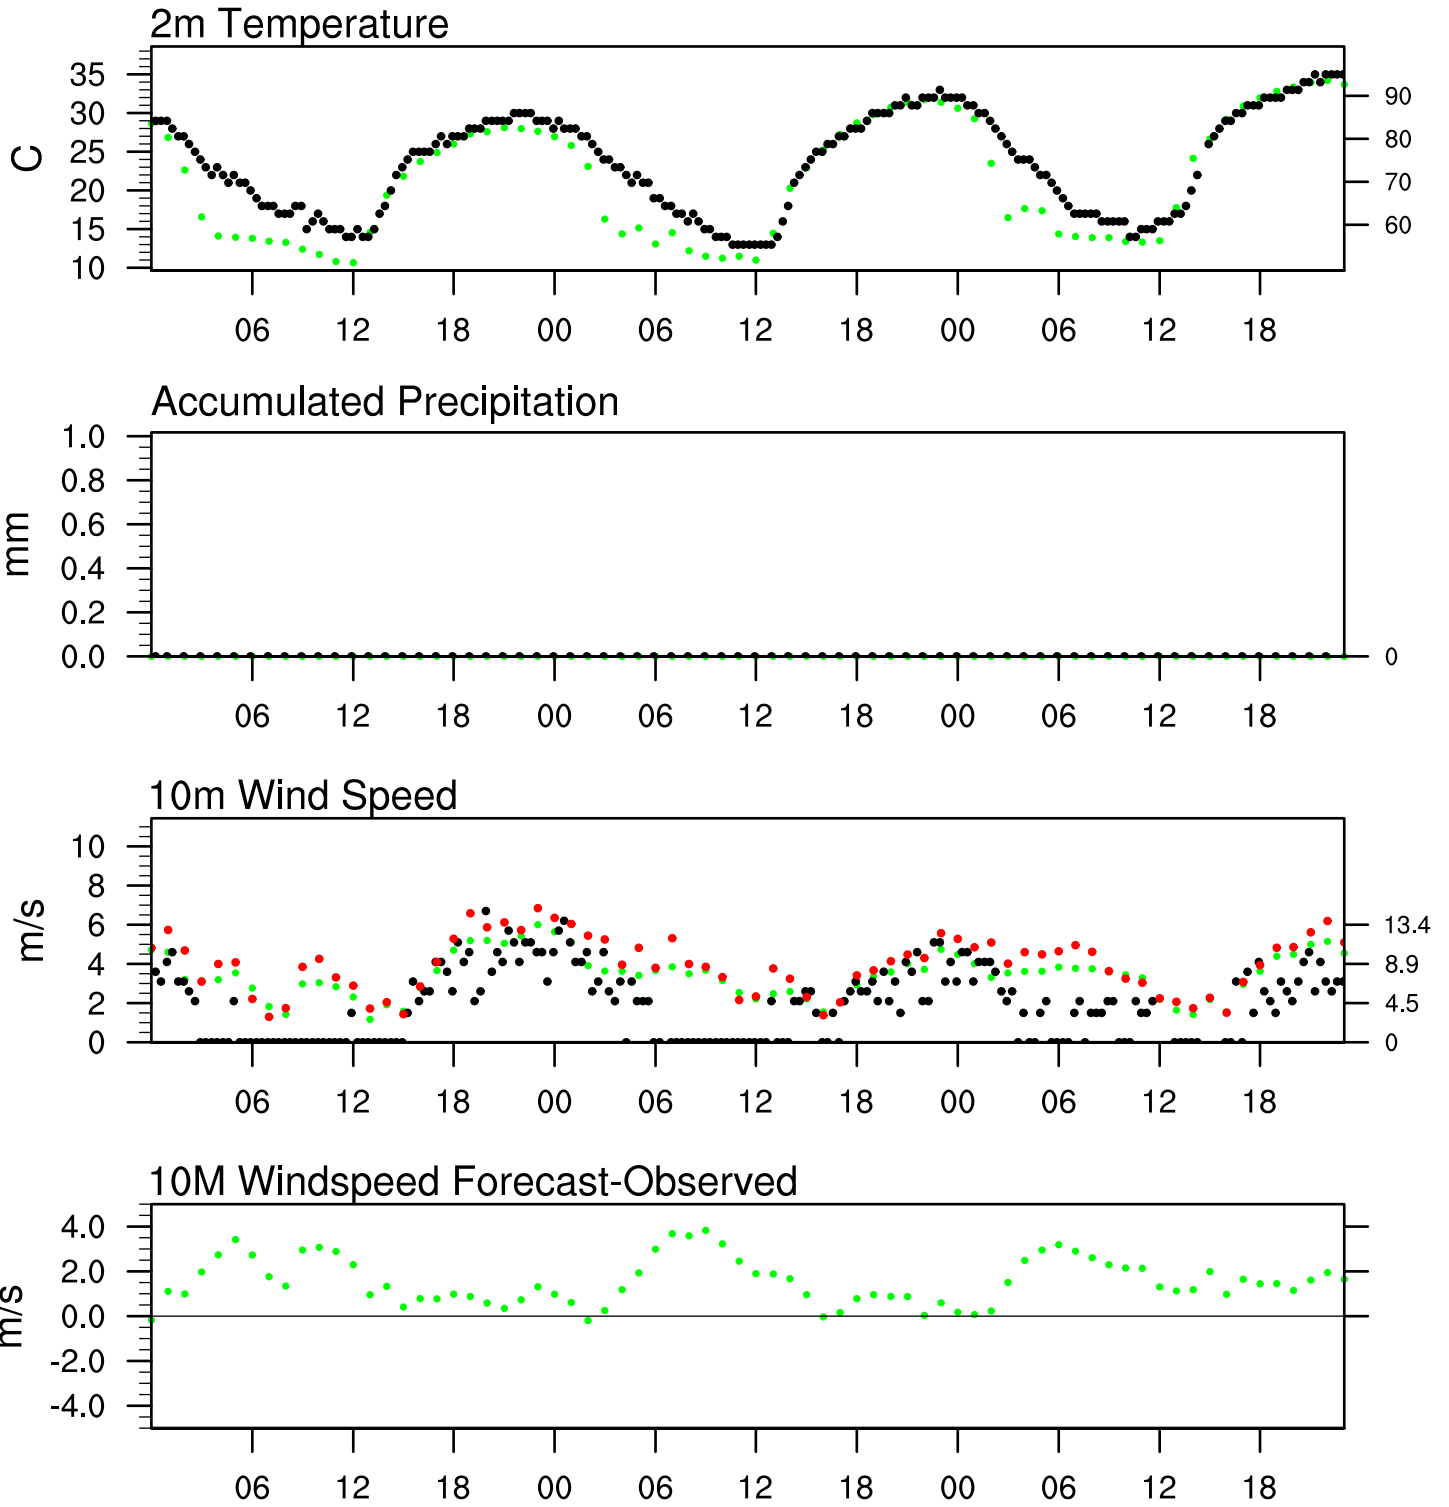 2m Temperature
C
35
30
25
20
15
10
90
80
70
60
06 12 18 00 06 12 18 00 06 12 18
Accumulated Precipitation
mm
1.0
0.8
0.6
0.4
0.2
0.0
0
06 12 18 00 06 12 18 00 06 12 18
10m Wind Speed
m/s
10
8
6
4
2
0
13.4
8.9
4.5
0
06 12 18 00 06 12 18 00 06 12 18
10M Windspeed Forecast-Observed
m/s
4.0
2.0
0.0
-2.0
-4.0
06 12 18 00 06 12 18 00 06 12 18